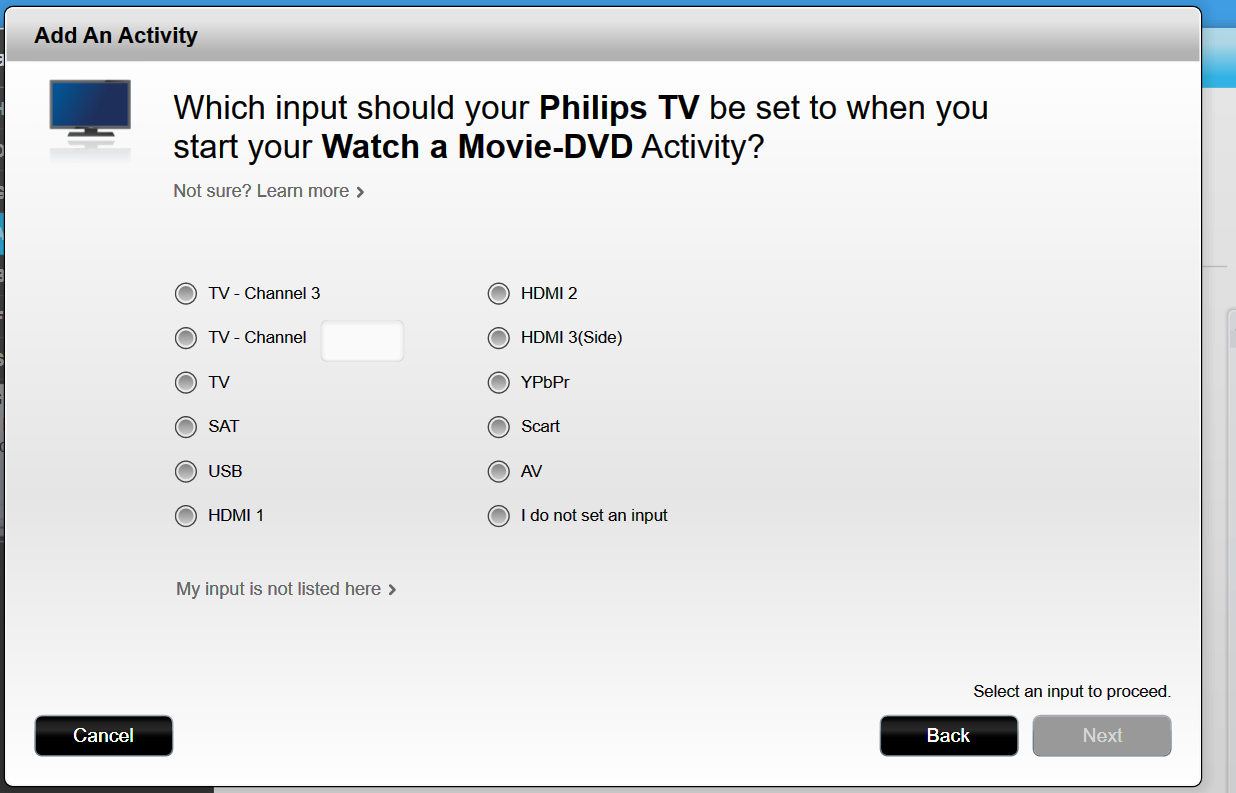 Add An Activity
Which input should your Philips TV be set to when you
start your Watch a Movie-DVD Activity?
Not sure? Learn more >
TV - Channel 3
TV - Channel
TV
SAT
USB
HDMI 1
HDMI 2
HDMI 3(Side)
YPbPr
Scart
AV
I do not set an input
My input is not listed here >
Select an input to proceed.
Cancel
Back
Next